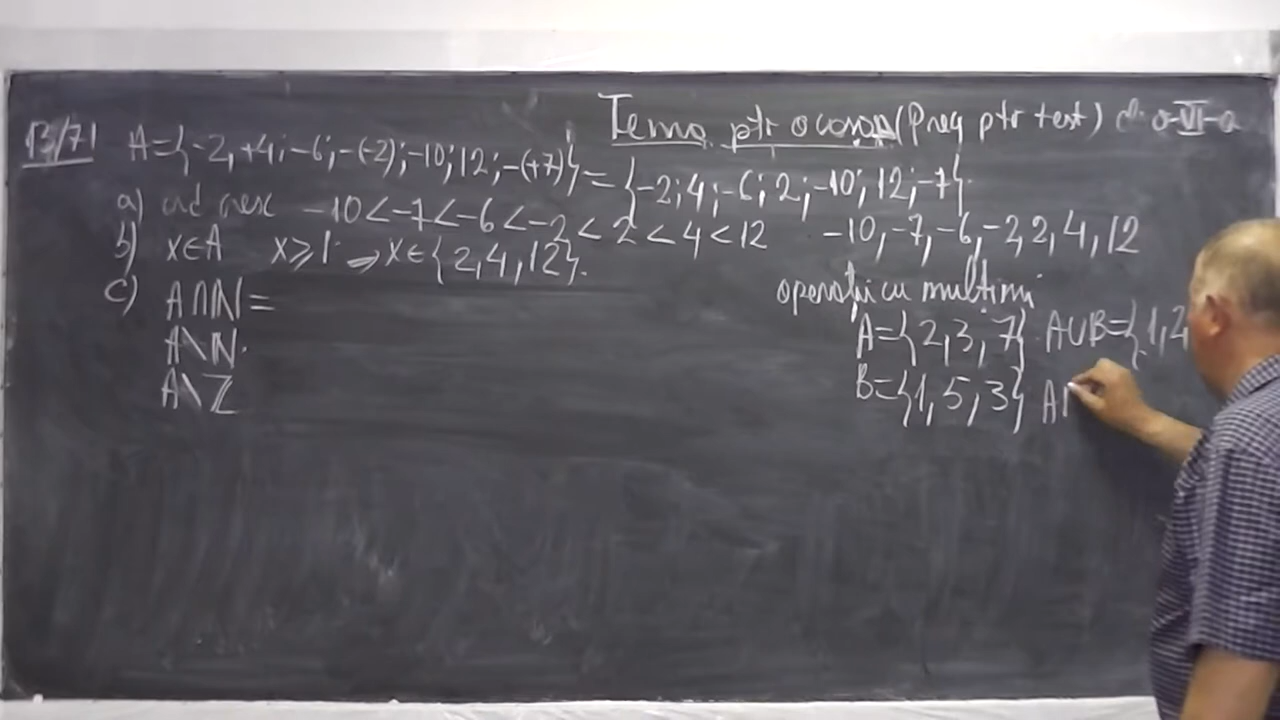 Tema ptr acasă (Preg ptr test) cls a-VI-a
13/71 A={-2, +4; -6; -(-2); -10; 12; -(+7)} = {-2; 4; -6; 2; -10; 12; -7}
a) ord cresc -10<-7<-6<-2<2<4<12 -10, -7, -6, -2, 2, 4, 12
b) x∈A x⩾1 ⇒ x∈{2, 4, 12}.
c) A∩ℕ=
A\ℕ.
A\ℤ
operații cu mulțimi
A={2, 3, 7} A∪B={1, 2
B={1, 5, 3} A